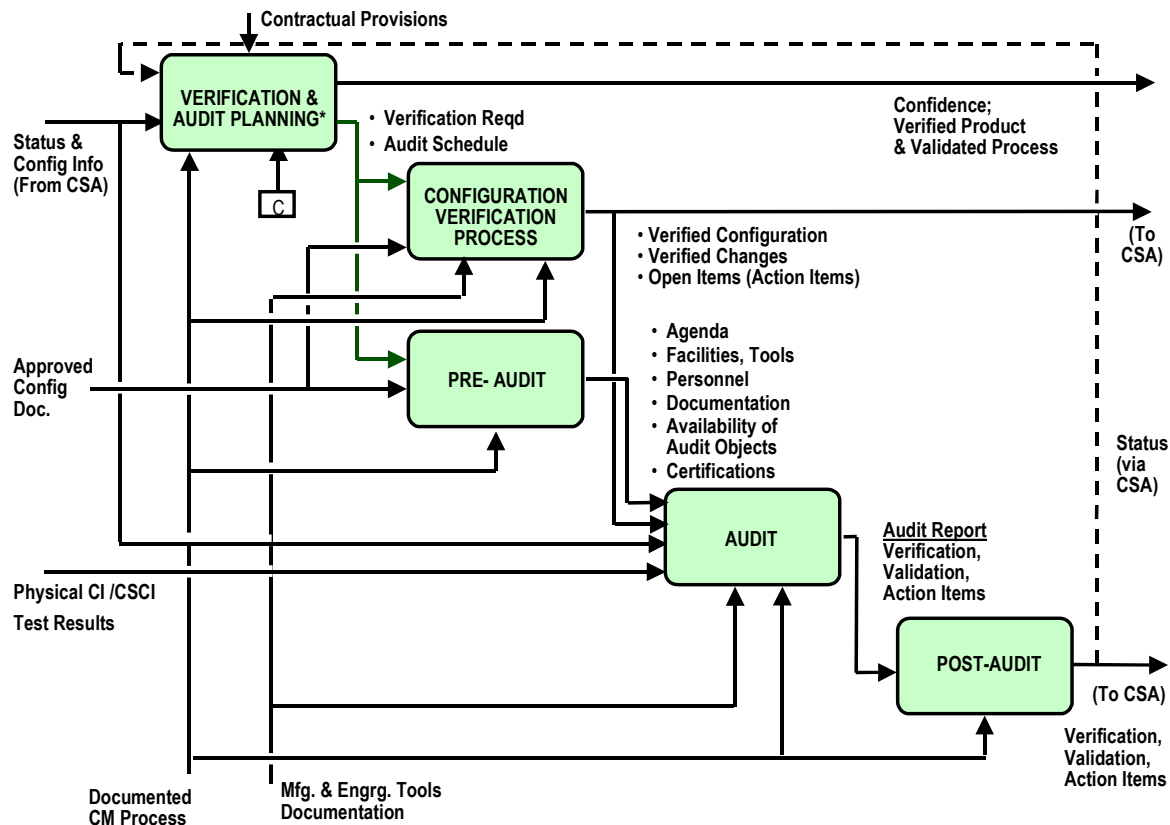 Contractual Provisions
VERIFICATION &
AUDIT PLANNING*
• Verification Reqd
• Audit Schedule
Confidence;
Verified Product
& Validated Process
Status &
Config Info
(From CSA)
C
CONFIGURATION
VERIFICATION
PROCESS
(To
CSA)
• Verified Configuration
• Verified Changes
• Open Items (Action Items)
Approved
Config
Doc.
PRE- AUDIT
• Agenda
• Facilities, Tools
• Personnel
• Documentation
• Availability of
Audit Objects
• Certifications
Status
(via
CSA)
AUDIT
Audit Report
Verification,
Validation,
Action Items
Physical CI /CSCI
Test Results
POST-AUDIT
(To CSA)
Verification,
Validation,
Action Items
Documented
CM Process
Mfg. & Engrg. Tools
Documentation